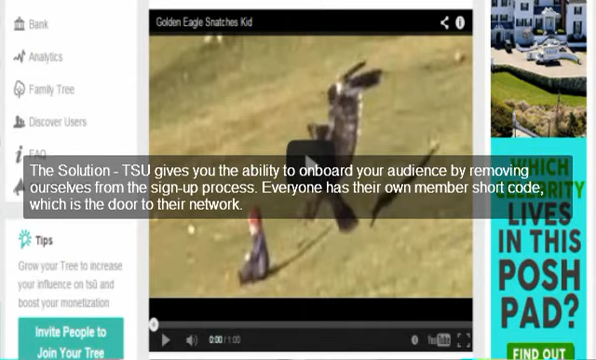 Bank
Analytics
Family Tree
Discover Users
FAQ
Tips
Grow your Tree to increase
your influence on tsū and
boost your monetization
Invite People to
Join Your Tree
Golden Eagle Snatches Kid
The Solution - TSU gives you the ability to onboard your audience by removing
ourselves from the sign-up process. Everyone has their own member short code,
which is the door to their network.
0:00 / 1:00
YouTube
WHICH
CELEBRITY
LIVES
IN THIS
POSH
PAD?
FIND OUT